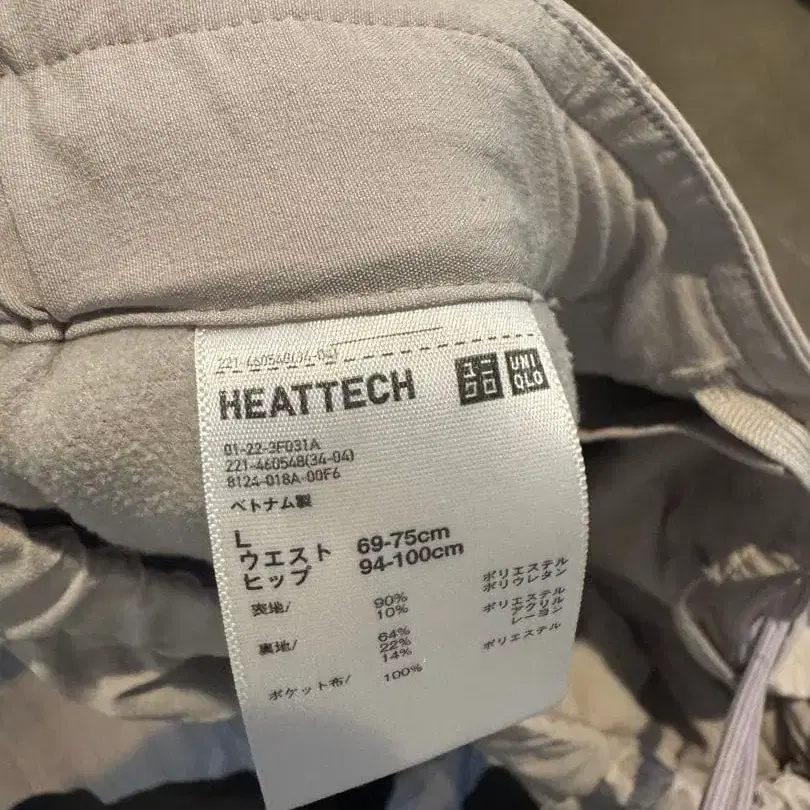 221-460548(34-04)
HEATTECH
ユニ
クロ
UNI
QLO
01-22-3F031A
221-460548(34-04)
8124-018A-00F6
ベトナム製
L
ウエスト 69-75cm
ヒップ 94-100cm
表地/ 90% ポリエステル
10% ポリウレタン
裏地/ 64% ポリエステル
22% アクリル
14% レーヨン
ポケット布/ 100% ポリエステル